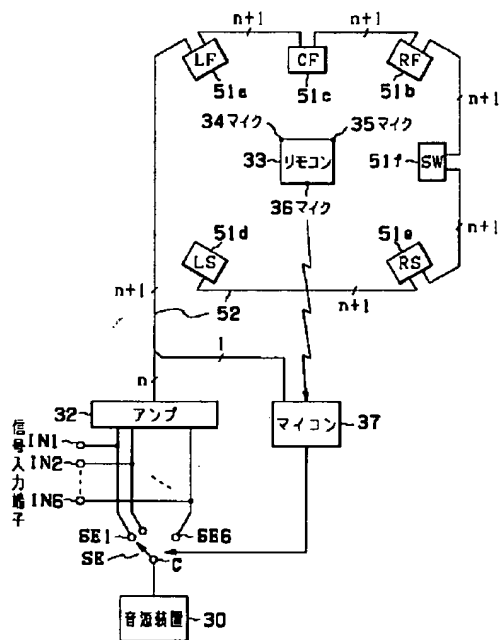 n+1
n+1
LF
CF
RF
51a
51c
51b
34マイク
35マイク
n+1
33
リモコン
51f
SW
36マイク
51d
51e
n+1
LS
RS
n+1
52
n+1
1
n
32
アンプ
マイコン
37
信号入力端子
IN1
IN2
IN6
SE1
SE6
SE
C
音源装置
30